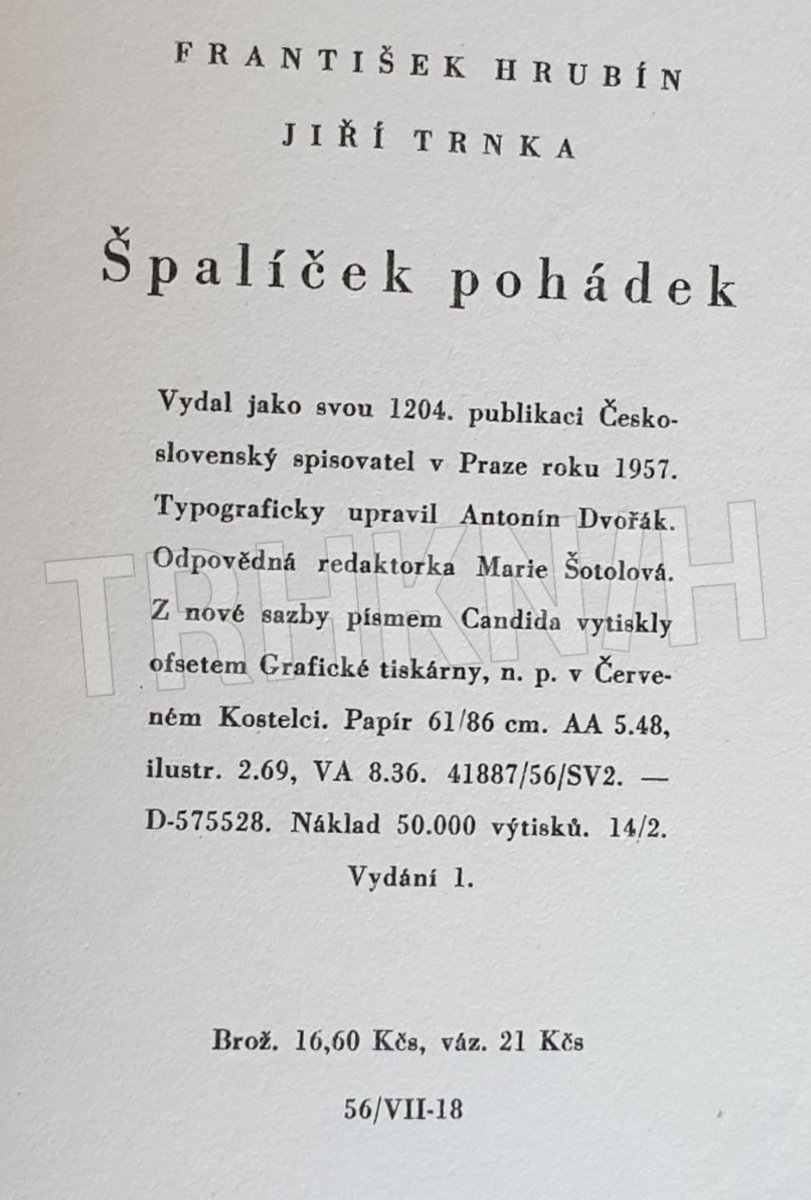 FRANTIŠEK HRUBÍN
JIŘÍ TRNKA
Špalíček pohádek
Vydal jako svou 1204. publikaci Česko-
slovenský spisovatel v Praze roku 1957.
Typograficky upravil Antonín Dvořák.
Odpovědná redaktorka Marie Šotolová.
TRHKNIH
Z nové sazby písmem Candida vytiskly
ofsetem Grafické tiskárny, n. p. v Červe-
ném Kostelci. Papír 61/86 cm. AA 5.48,
ilustr. 2.69, VA 8.36. 41887/56/SV2. —
D-575528. Náklad 50.000 výtisků. 14/2.
Vydání 1.
Brož. 16,60 Kčs, váz. 21 Kčs
56/VII-18